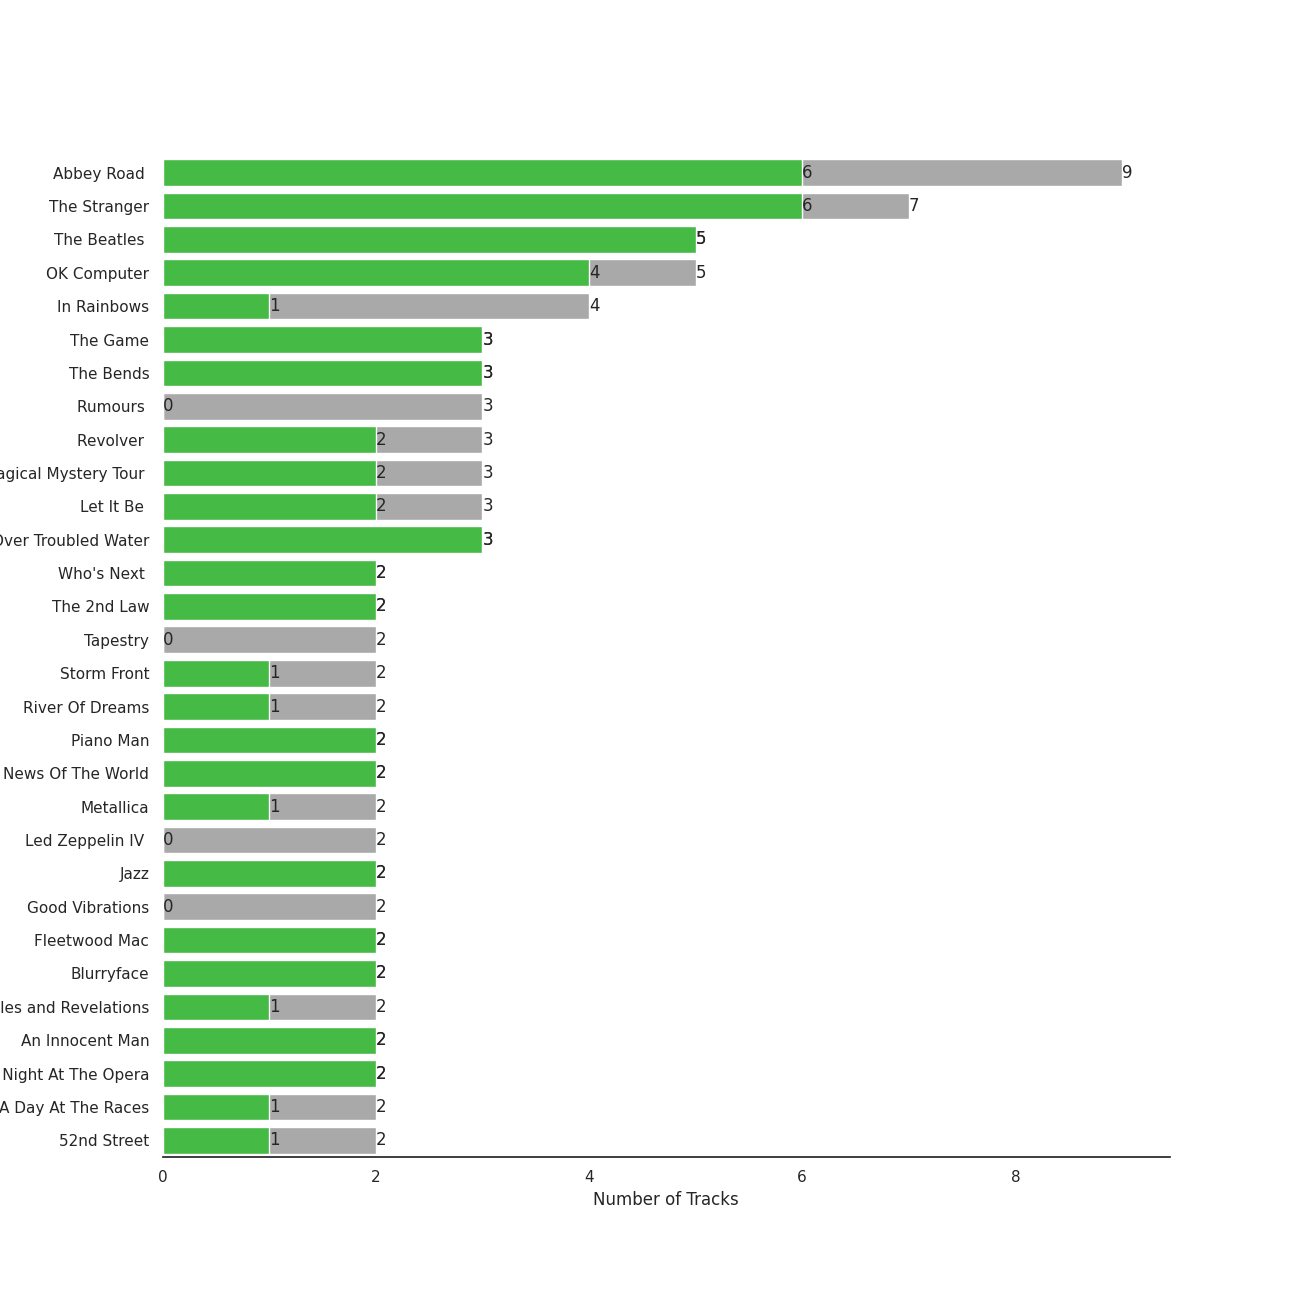 Abbey Road 6 9
The Stranger 6 7
The Beatles 5
OK Computer 4 5
In Rainbows 1 4
The Game 3
The Bends 3
Rumours 0 3
Revolver 2 3
Mystery Tour 2 3
Let It Be 2 3
Over Troubled Water 3
Who's Next 2
The 2nd Law 2
Tapestry 0 2
Storm Front 1 2
River Of Dreams 1 2
Piano Man 2
News Of The World 2
Metallica 1 2
Led Zeppelin IV 0 2
Jazz 2
Good Vibrations 0 2
Fleetwood Mac 2
Blurryface 2
and Revelations 1 2
An Innocent Man 2
Night At The Opera 2
A Day At The Races 1 2
52nd Street 1 2
0 2 4 6 8
Number of Tracks